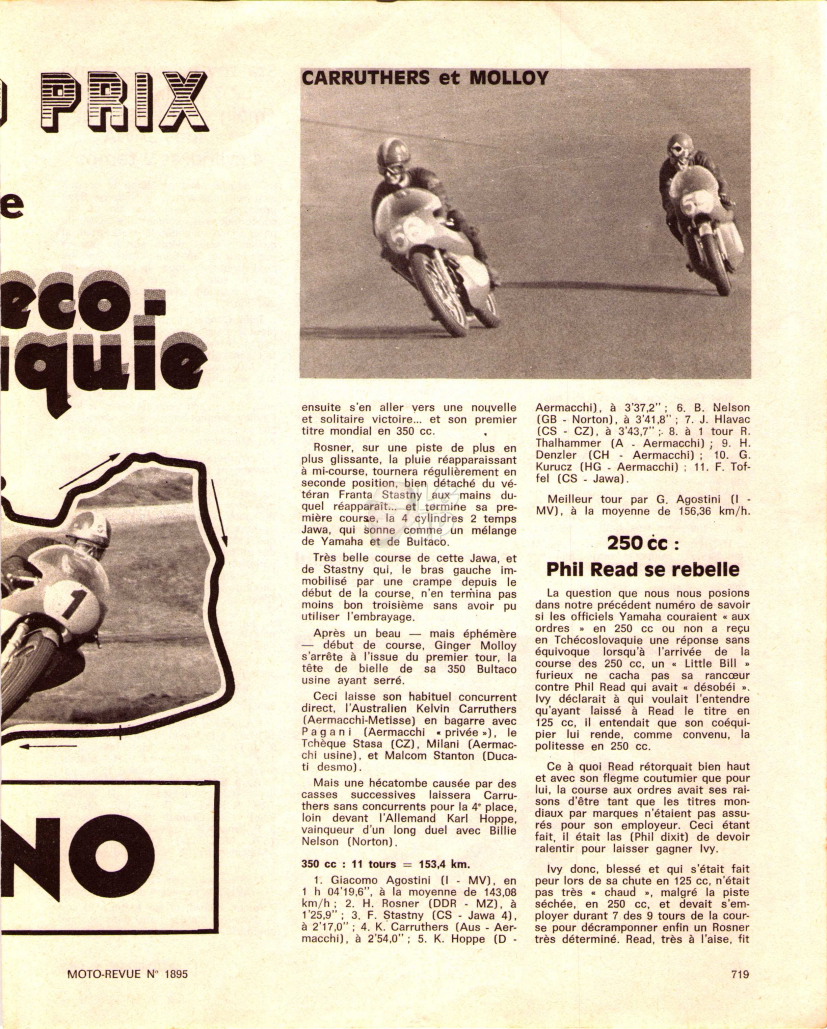 PRIX
e
eco-
quie
1
NO
CARRUTHERS et MOLLOY
ensuite s'en aller vers une nouvelle
et solitaire victoire... et son premier
titre mondial en 350 cc.
Rosner, sur une piste de plus en
plus glissante, la pluie réapparaissant
à mi-course, tournera régulièrement en
seconde position, bien détaché du vé-
téran Franta Stastny aux mains du-
quel réapparait... et termine sa pre-
mière course, la 4 cylindres 2 temps
Jawa, qui sonne comme un mélange
de Yamaha et de Bultaco.
Très belle course de cette Jawa, et
de Stastny qui, le bras gauche im-
mobilisé par une crampe depuis le
début de la course, n'en termina pas
moins bon troisième sans avoir pu
utiliser l'embrayage.
Après un beau — mais éphémère
— début de course, Ginger Molloy
s'arrête à l'issue du premier tour, la
tête de bielle de sa 350 Bultaco
usine ayant serré.
Ceci laisse son habituel concurrent
direct, l'Australien Kelvin Carruthers
(Aermacchi-Metisse) en bagarre avec
Pagani (Aermacchi « privée »), le
Tchèque Stasa (CZ), Milani (Aermac-
chi usine), et Malcom Stanton (Duca-
ti desmo).
Mais une hécatombe causée par des
casses successives laissera Carru-
thers sans concurrents pour la 4e place,
loin devant l'Allemand Karl Hoppe,
vainqueur d'un long duel avec Billie
Nelson (Norton).
350 cc : 11 tours = 153,4 km.
1. Giacomo Agostini (I - MV), en
1 h 04'19,6'', à la moyenne de 143,08
km/h ; 2. H. Rosner (DDR - MZ), à
1'25,9'' ; 3. F. Stastny (CS - Jawa 4),
à 2'17,0'' ; 4. K. Carruthers (Aus - Aer-
macchi), à 2'54,0'' ; 5. K. Hoppe (D -
Aermacchi), à 3'37,2'' ; 6. B. Nelson
(GB - Norton), à 3'41,8'' ; 7. J. Hlavac
(CS - CZ), à 3'43,7'' ; 8. à 1 tour R.
Thalhammer (A - Aermacchi) ; 9. H.
Denzler (CH - Aermacchi) ; 10. G.
Kurucz (HG - Aermacchi) ; 11. F. Tof-
fel (CS - Jawa).
Meilleur tour par G. Agostini (I -
MV), à la moyenne de 156,36 km/h.
250 cc :
Phil Read se rebelle
La question que nous nous posions
dans notre précédent numéro de savoir
si les officiels Yamaha couraient « aux
ordres » en 250 cc ou non a reçu
en Tchécoslovaquie une réponse sans
équivoque lorsqu'à l'arrivée de la
course des 250 cc, un « Little Bill »
furieux ne cacha pas sa rancœur
contre Phil Read qui avait « désobéi ».
Ivy déclarait à qui voulait l'entendre
qu'ayant laissé à Read le titre en
125 cc, il entendait que son coéqui-
pier lui rende, comme convenu, la
politesse en 250 cc.
Ce à quoi Read rétorquait bien haut
et avec son flegme coutumier que pour
lui, la course aux ordres avait ses rai-
sons d'être tant que les titres mon-
diaux par marques n'étaient pas assu-
rés pour son employeur. Ceci étant
fait, il était las (Phil dixit) de devoir
ralentir pour laisser gagner Ivy.
Ivy donc, blessé et qui s'était fait
peur lors de sa chute en 125 cc, n'était
pas très « chaud », malgré la piste
séchée, en 250 cc, et devait s'em-
ployer durant 7 des 9 tours de la cour-
se pour décramponner enfin un Rosner
très déterminé. Read, très à l'aise, fit
MOTO-REVUE N° 1895
719